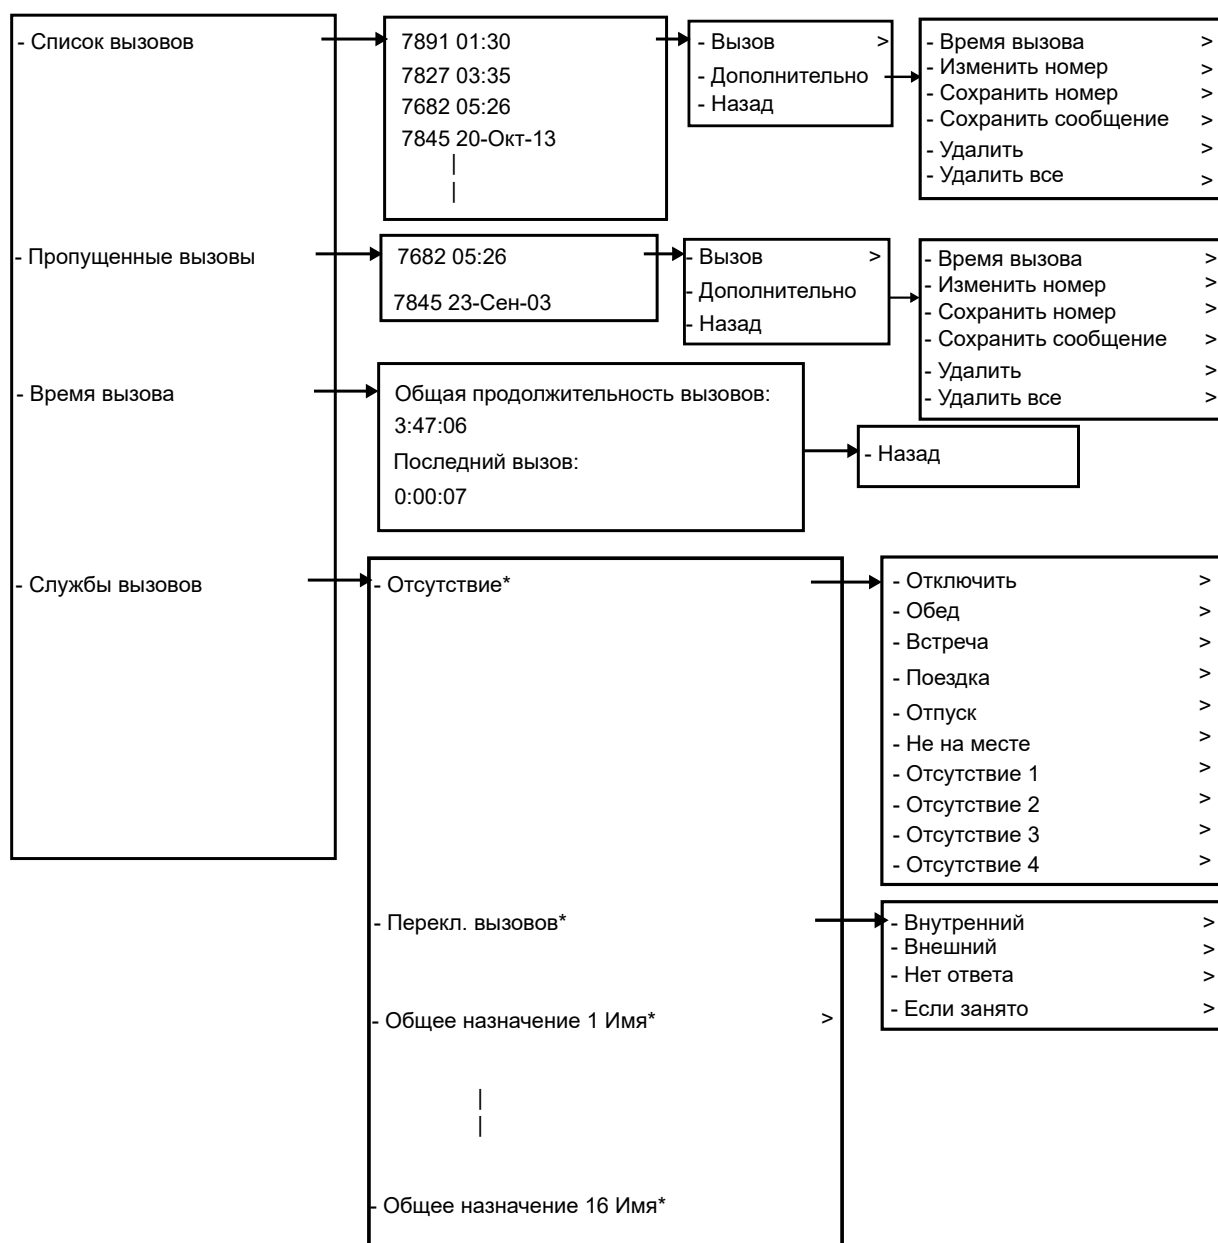 - Список вызовов
7891 01:30
7827 03:35
7682 05:26
7845 20-Окт-13
|
|
- Вызов >
- Дополнительно
- Назад
- Время вызова >
- Изменить номер >
- Сохранить номер >
- Сохранить сообщение >
- Удалить >
- Удалить все >
- Пропущенные вызовы
7682 05:26
7845 23-Сен-03
- Вызов >
- Дополнительно
- Назад
- Время вызова >
- Изменить номер >
- Сохранить номер >
- Сохранить сообщение >
- Удалить >
- Удалить все >
- Время вызова
Общая продолжительность вызовов:
3:47:06
Последний вызов:
0:00:07
- Назад
- Службы вызовов
- Отсутствие*
- Отключить >
- Обед >
- Встреча >
- Поездка >
- Отпуск >
- Не на месте >
- Отсутствие 1 >
- Отсутствие 2 >
- Отсутствие 3 >
- Отсутствие 4 >
- Перекл. вызовов*
- Внутренний >
- Внешний >
- Нет ответа >
- Если занято >
- Общее назначение 1 Имя* >
|
|
- Общее назначение 16 Имя*